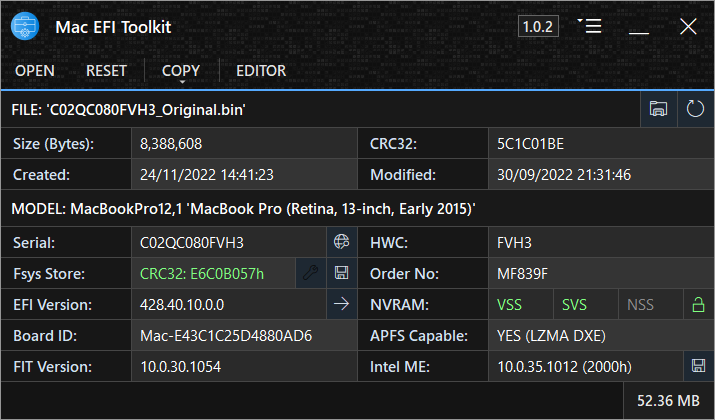 Mac EFI Toolkit 1.0.2
OPEN RESET COPY EDITOR
FILE: 'C02QC080FVH3_Original.bin'
Size (Bytes): 8,388,608 CRC32: 5C1C01BE
Created: 24/11/2022 14:41:23 Modified: 30/09/2022 21:31:46
MODEL: MacBookPro12,1 'MacBook Pro (Retina, 13-inch, Early 2015)'
Serial: C02QC080FVH3 HWC: FVH3
Fsys Store: CRC32: E6C0B057h Order No: MF839F
EFI Version: 428.40.10.0.0 NVRAM: VSS SVS NSS
Board ID: Mac-E43C1C25D4880AD6 APFS Capable: YES (LZMA DXE)
FIT Version: 10.0.30.1054 Intel ME: 10.0.35.1012 (2000h)
52.36 MB